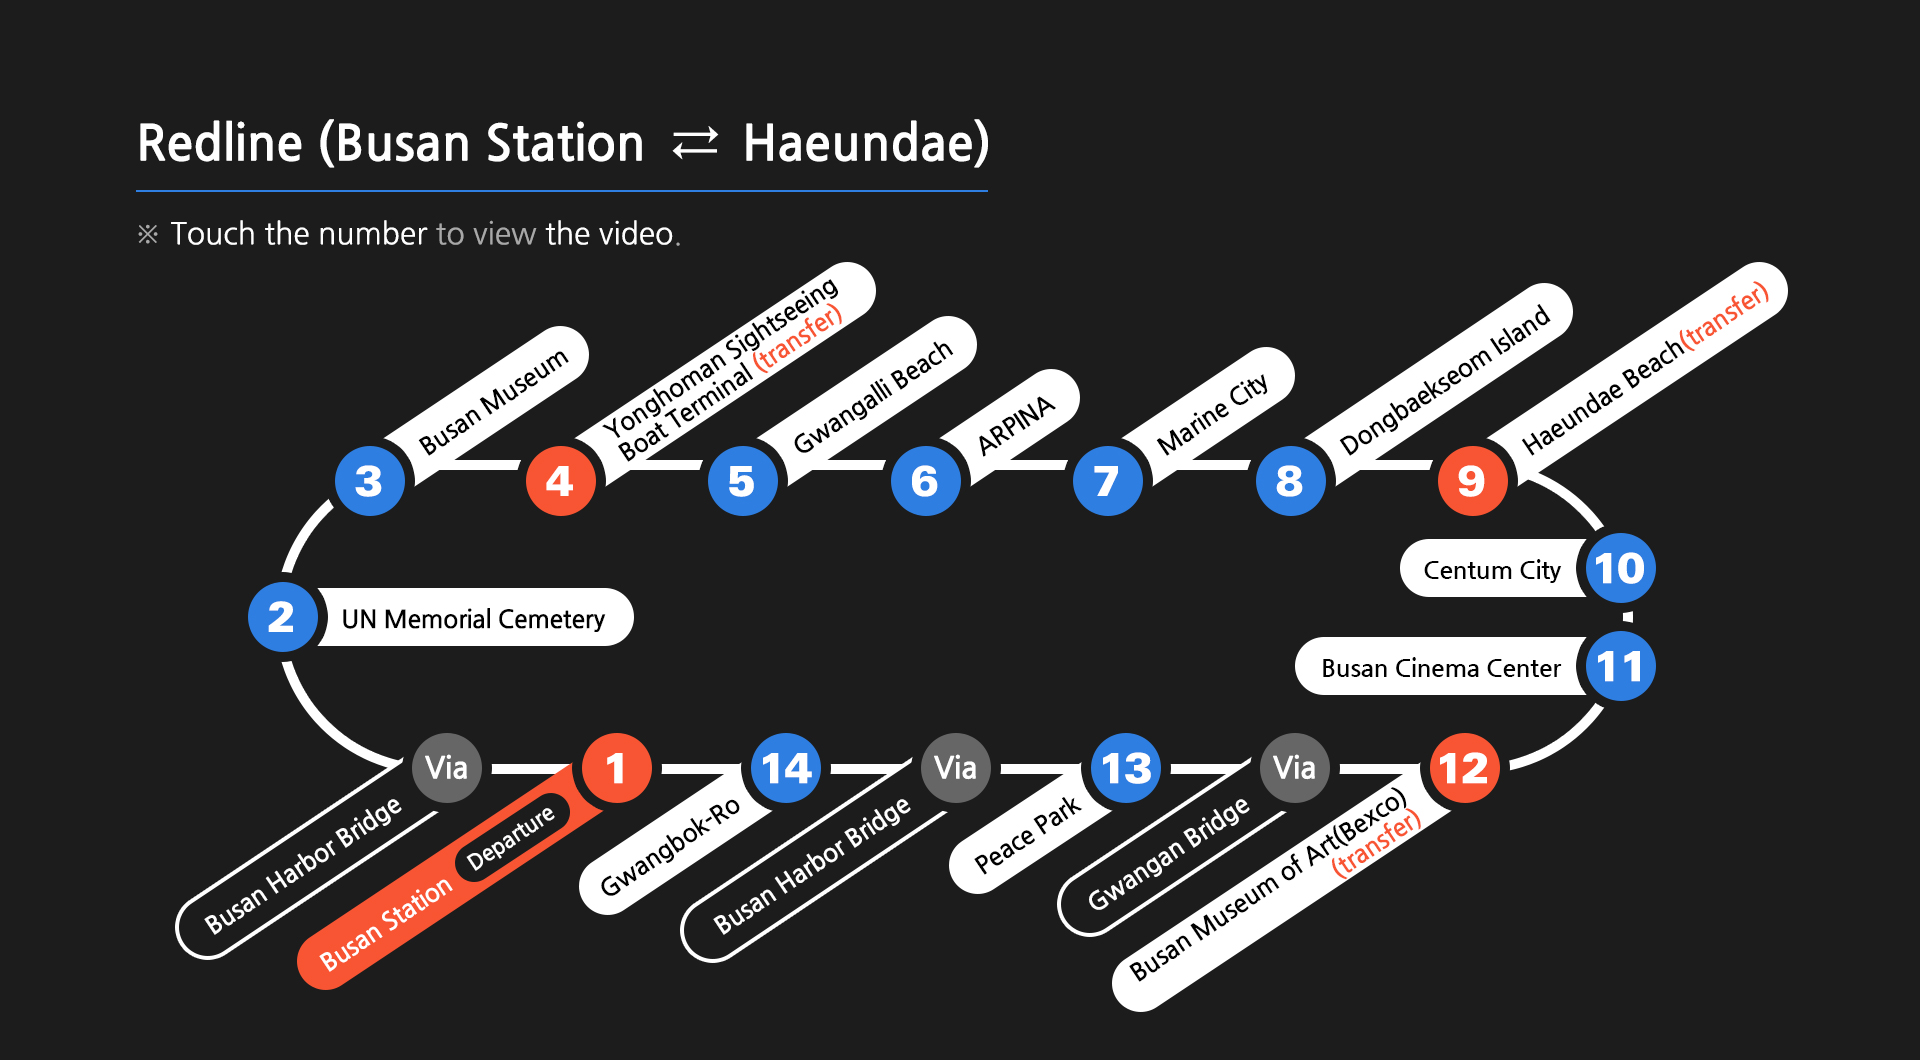 Redline (Busan Station ⇄ Haeundae)
※ Touch the number to view the video.
Busan Museum
Yonghoman Sightseeing
Boat Terminal (transfer)
Gwangalli Beach
ARPINA
Marine City
Dongbaekseom Island
Haeundae Beach(transfer)
3
4
5
6
7
8
9
Centum City
10
2
UN Memorial Cemetery
Busan Cinema Center
11
Via
1
14
Via
13
Via
12
Busan Harbor Bridge
Busan Station Departure
Gwangbok-Ro
Busan Harbor Bridge
Peace Park
Gwangan Bridge
Busan Museum of Art(Bexco)
(transfer)